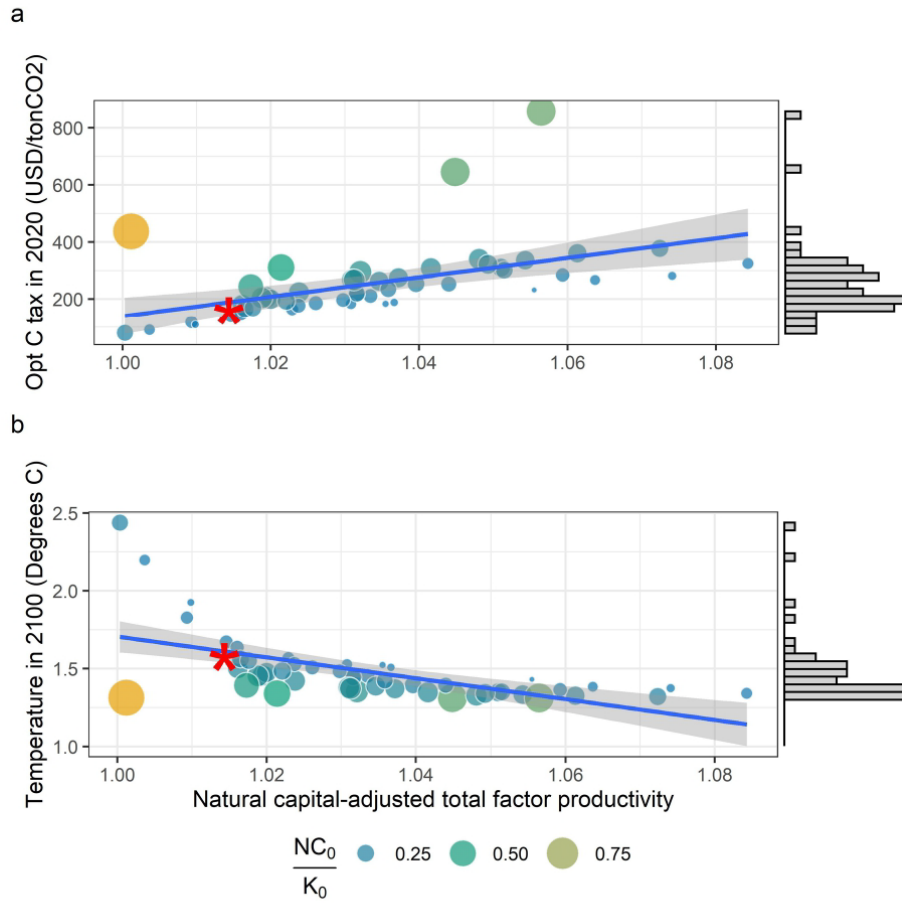 a
Opt C tax in 2020 (USD/tonCO2)
800
600
400
200
1.00 1.02 1.04 1.06 1.08
b
Temperature in 2100 (Degrees C)
2.5
2.0
1.5
1.0
1.00 1.02 1.04 1.06 1.08
Natural capital-adjusted total factor productivity
NC₀
K₀
0.25 0.50 0.75